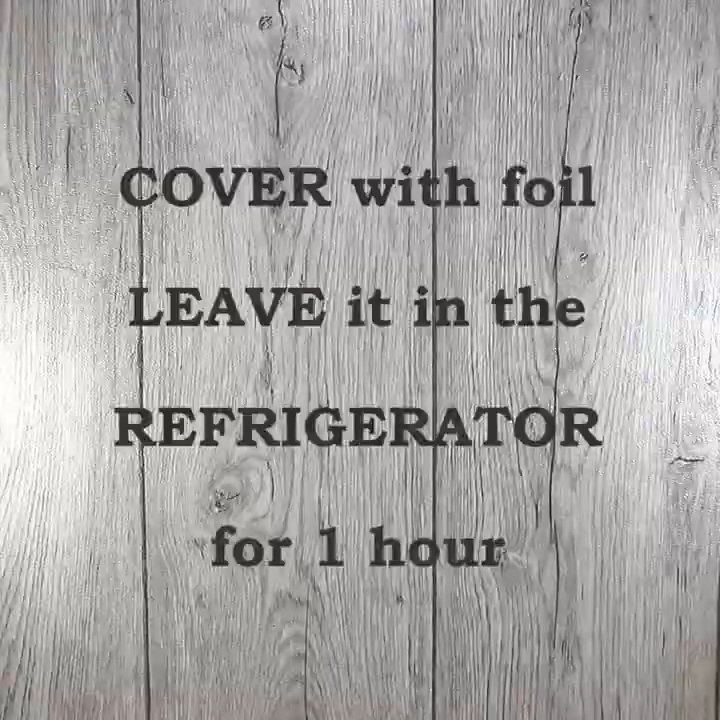 COVER with foil
LEAVE it in the
REFRIGERATOR
for 1 hour